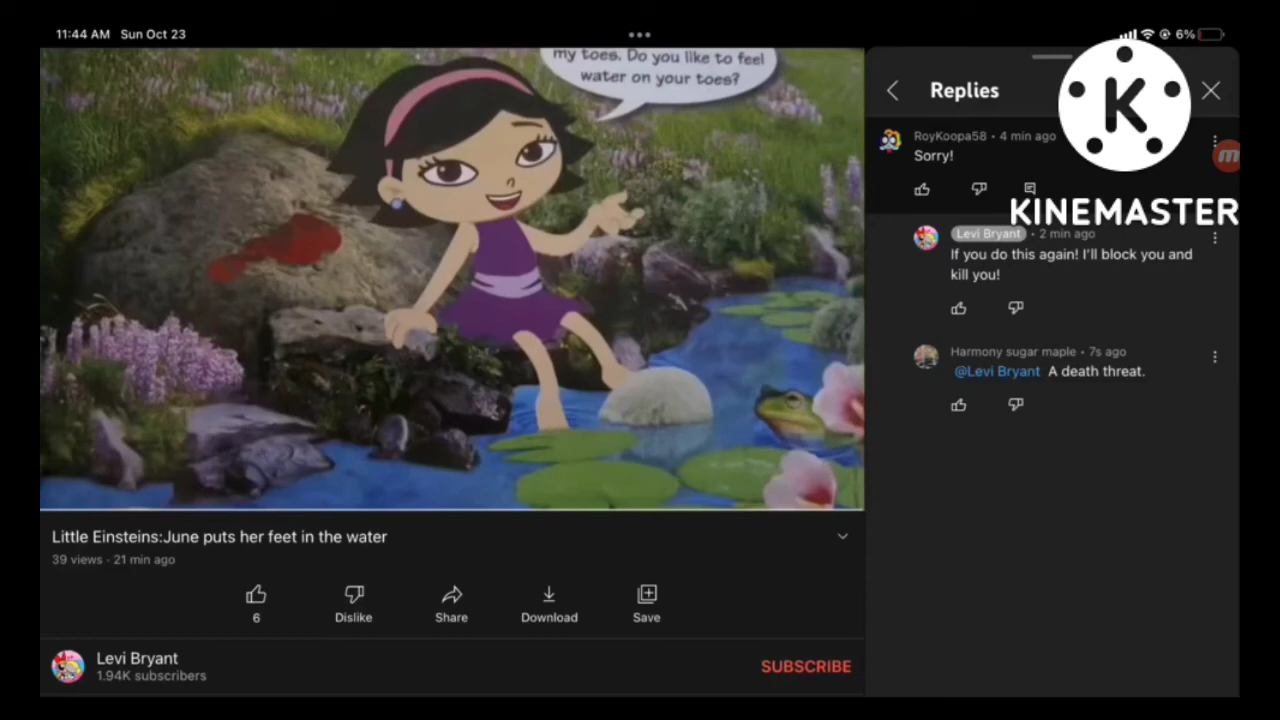 11:44 AM Sun Oct 23
6%
my toes. Do you like to feel
water on your toes?
Replies
K
KINEMASTER
RoyKoopa58 • 4 min ago
Sorry!
Levi Bryant • 2 min ago
If you do this again! I'll block you and
kill you!
Harmony sugar maple • 7s ago
@Levi Bryant A death threat.
Little Einsteins:June puts her feet in the water
39 views · 21 min ago
6 Dislike Share Download Save
Levi Bryant
1.94K subscribers
SUBSCRIBE